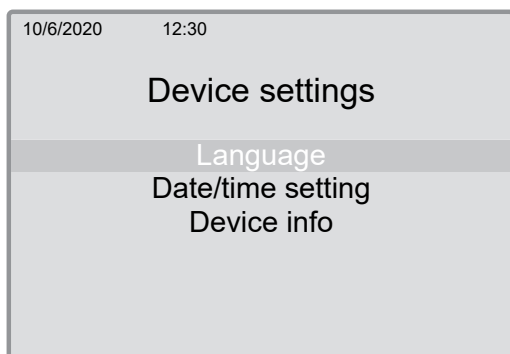 10/6/2020 12:30
Device settings
Language
Date/time setting
Device info